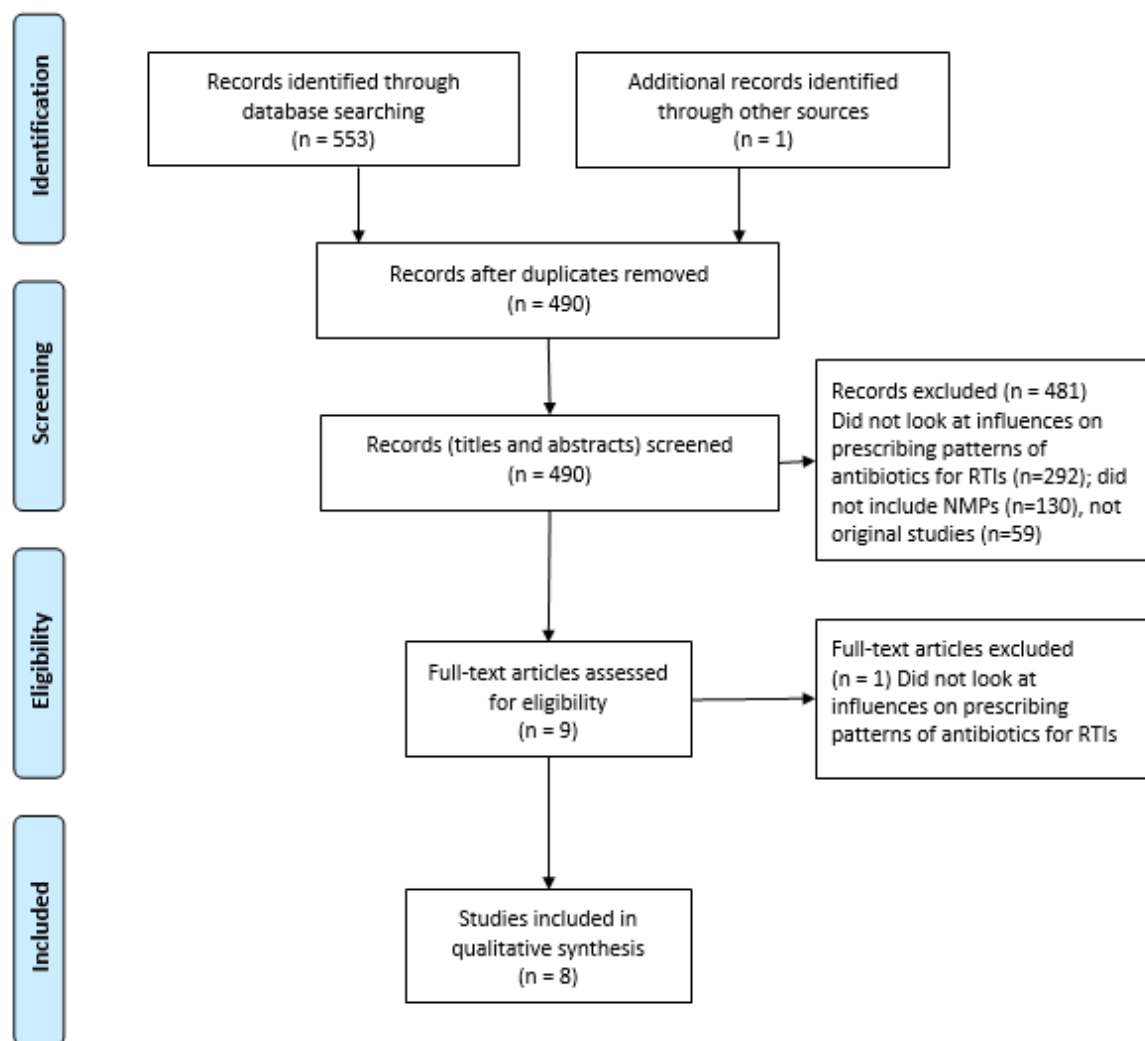 Identification
Records identified through
database searching
(n = 553)
Additional records identified
through other sources
(n = 1)
Records after duplicates removed
(n = 490)
Screening
Records (titles and abstracts) screened
(n = 490)
Records excluded (n = 481)
Did not look at influences on
prescribing patterns of
antibiotics for RTIs (n=292); did
not include NMPs (n=130), not
original studies (n=59)
Eligibility
Full-text articles assessed
for eligibility
(n = 9)
Full-text articles excluded
(n = 1) Did not look at
influences on prescribing
patterns of antibiotics for RTIs
Included
Studies included in
qualitative synthesis
(n = 8)